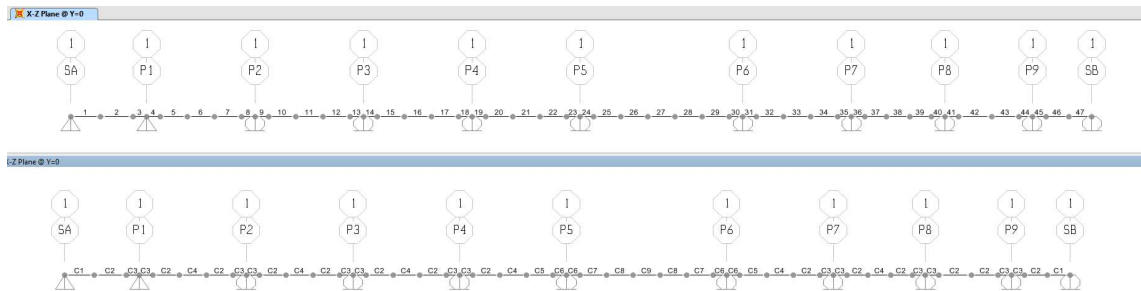 X-Z Plane @ Y=0
1 1 1 1 1 1 1 1 1 1 1
SA P1 P2 P3 P4 P5 P6 P7 P8 P9 SB
1 2 3 4 5 6 7 8 9 10 11 12 13 14 15 16 17 18 19 20 21 22 23 24 25 26 27 28 29 30 31 32 33 34 35 36 37 38 39 40 41 42 43 44 45 46 47
X-Z Plane @ Y=0
1 1 1 1 1 1 1 1 1 1 1
SA P1 P2 P3 P4 P5 P6 P7 P8 P9 SB
C1 C2 C3 C3 C2 C4 C2 C3 C3 C2 C4 C2 C3 C3 C2 C4 C2 C3 C3 C2 C4 C5 C6 C6 C7 C8 C9 C8 C7 C6 C6 C5 C4 C2 C3 C3 C2 C4 C2 C3 C3 C2 C2 C3 C3 C2 C1